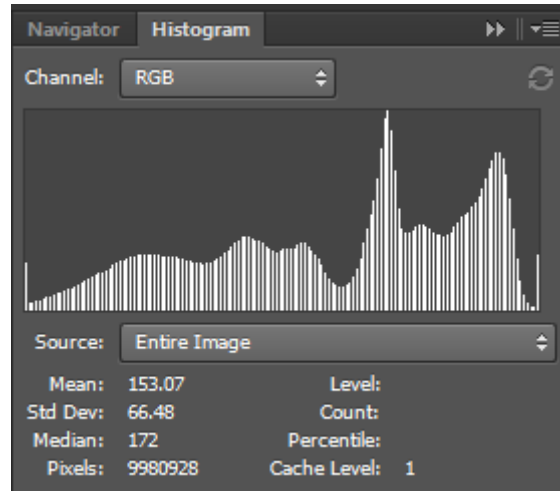 Navigator Histogram
Channel: RGB
Source: Entire Image
Mean: 153.07 Level:
Std Dev: 66.48 Count:
Median: 172 Percentile:
Pixels: 9980928 Cache Level: 1